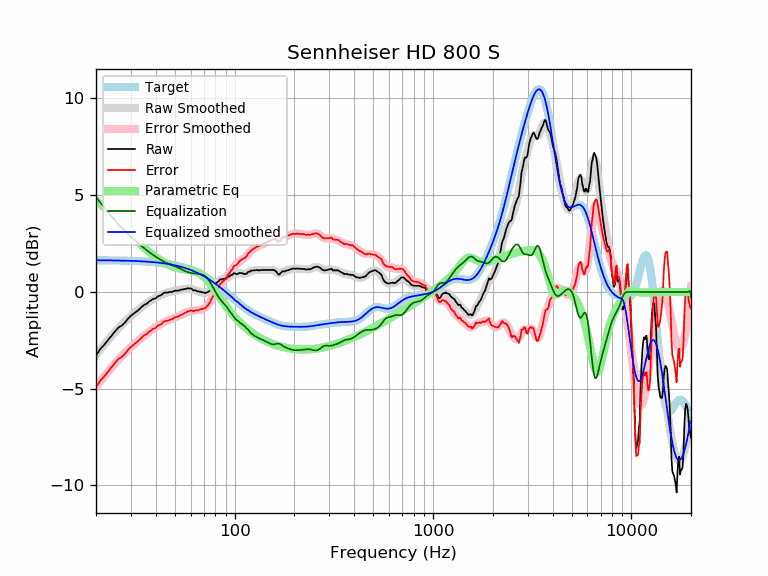 Sennheiser HD 800 S
Target
Raw Smoothed
Error Smoothed
Raw
Error
Parametric Eq
Equalization
Equalized smoothed
10
5
0
−5
−10
Amplitude (dBr)
100
1000
10000
Frequency (Hz)